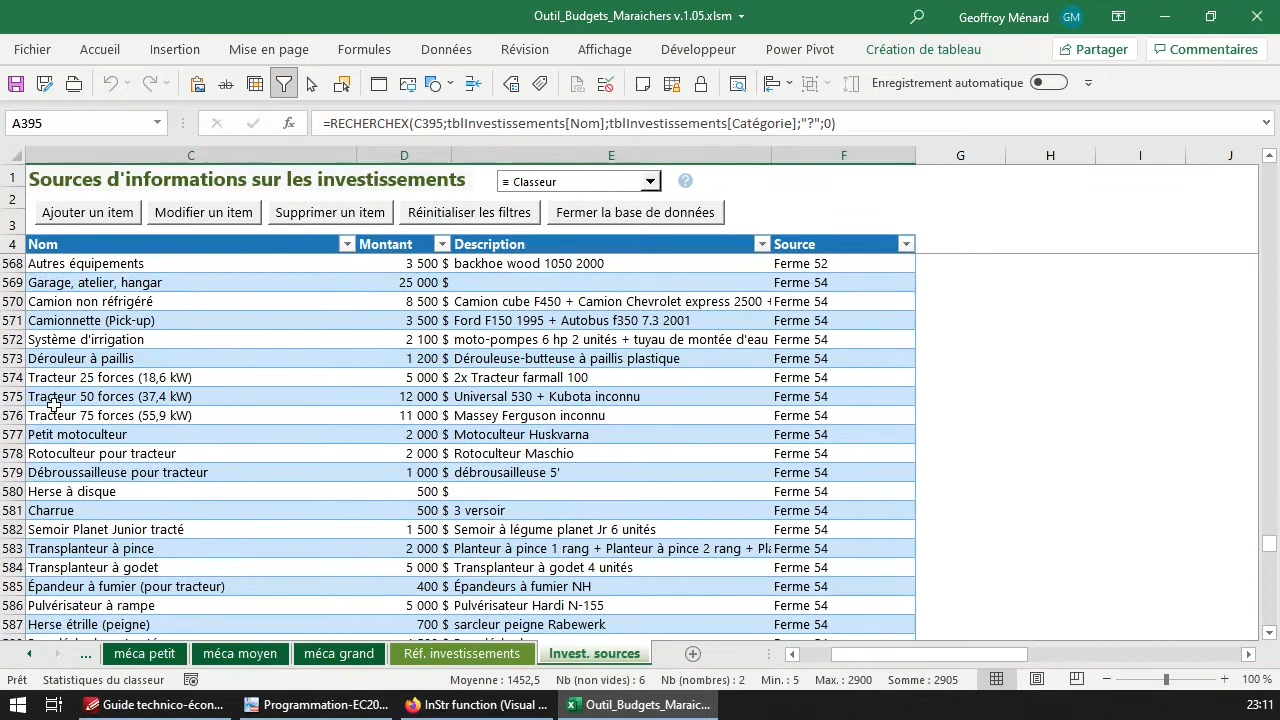 Outil_Budgets_Maraichers v.1.05.xlsm
Geoffroy Ménard GM
Fichier Accueil Insertion Mise en page Formules Données Révision Affichage Développeur Power Pivot Création de tableau Partager Commentaires
Enregistrement automatique
A395 fx =RECHERCHEX(C395;tblInvestissements[Nom];tblInvestissements[Catégorie];"?";0)
C D E F G H I J
1 Sources d'informations sur les investissements ≡ Classeur ?
2 Ajouter un item Modifier un item Supprimer un item Réinitialiser les filtres Fermer la base de données
3
4 Nom Montant Description Source
568 Autres équipements 3 500 $ backhoe wood 1050 2000 Ferme 52
569 Garage, atelier, hangar 25 000 $ Ferme 54
570 Camion non réfrigéré 8 500 $ Camion cube F450 + Camion Chevrolet express 2500 + Ferme 54
571 Camionnette (Pick-up) 3 500 $ Ford F150 1995 + Autobus f350 7.3 2001 Ferme 54
572 Système d'irrigation 2 100 $ moto-pompes 6 hp 2 unités + tuyau de montée d'eau Ferme 54
573 Dérouleur à paillis 1 200 $ Dérouleuse-butteuse à paillis plastique Ferme 54
574 Tracteur 25 forces (18,6 kW) 5 000 $ 2x Tracteur farmall 100 Ferme 54
575 Tracteur 50 forces (37,4 kW) 12 000 $ Universal 530 + Kubota inconnu Ferme 54
576 Tracteur 75 forces (55,9 kW) 11 000 $ Massey Ferguson inconnu Ferme 54
577 Petit motoculteur 2 000 $ Motoculteur Huskvarna Ferme 54
578 Rotoculteur pour tracteur 2 000 $ Rotoculteur Maschio Ferme 54
579 Débroussailleuse pour tracteur 1 000 $ débrousailleuse 5' Ferme 54
580 Herse à disque 500 $ Ferme 54
581 Charrue 500 $ 3 versoir Ferme 54
582 Semoir Planet Junior tracté 1 500 $ Semoir à légume planet Jr 6 unités Ferme 54
583 Transplanteur à pince 2 000 $ Planteur à pince 1 rang + Planteur à pince 2 rang + Pl Ferme 54
584 Transplanteur à godet 5 000 $ Transplanteur à godet 4 unités Ferme 54
585 Épandeur à fumier (pour tracteur) 400 $ Épandeurs à fumier NH Ferme 54
586 Pulvérisateur à rampe 5 000 $ Pulvérisateur Hardi N-155 Ferme 54
587 Herse étrille (peigne) 700 $ sarcleur peigne Rabewerk Ferme 54
... méca petit méca moyen méca grand Réf. investissements Invest. sources
Prêt Statistiques du classeur Moyenne : 1452,5 Nb (non vides) : 6 Nb (nombres) : 2 Min. : 5 Max. : 2900 Somme : 2905 100 %
Guide technico-écon... Programmation-EC20... InStr function (Visual ... Outil_Budgets_Maraic... 23:11